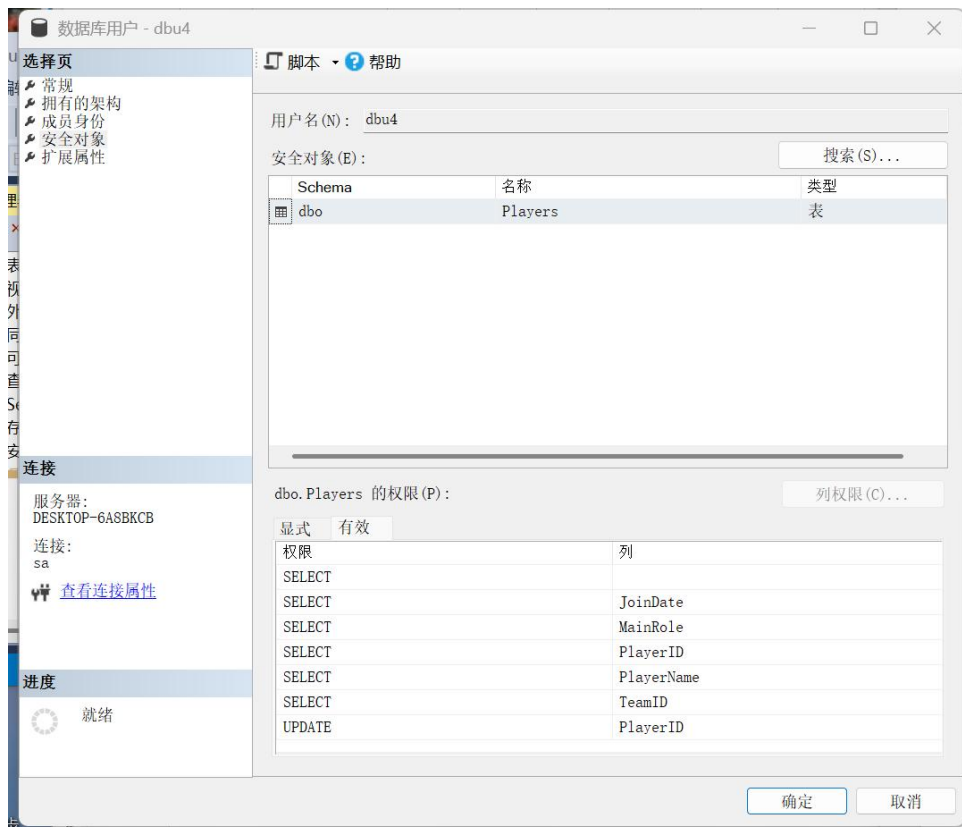 数据库用户 - dbu4
选择页
常规
拥有的架构
成员身份
安全对象
扩展属性
脚本 帮助
用户名(N): dbu4
安全对象(E):
搜索(S)...
Schema 名称 类型
dbo Players 表
dbo.Players 的权限(P):
列权限(C)...
显式 有效
权限 列
SELECT
SELECT JoinDate
SELECT MainRole
SELECT PlayerID
SELECT PlayerName
SELECT TeamID
UPDATE PlayerID
连接
服务器:
DESKTOP-6A8BKCB
连接:
sa
查看连接属性
进度
就绪
确定 取消